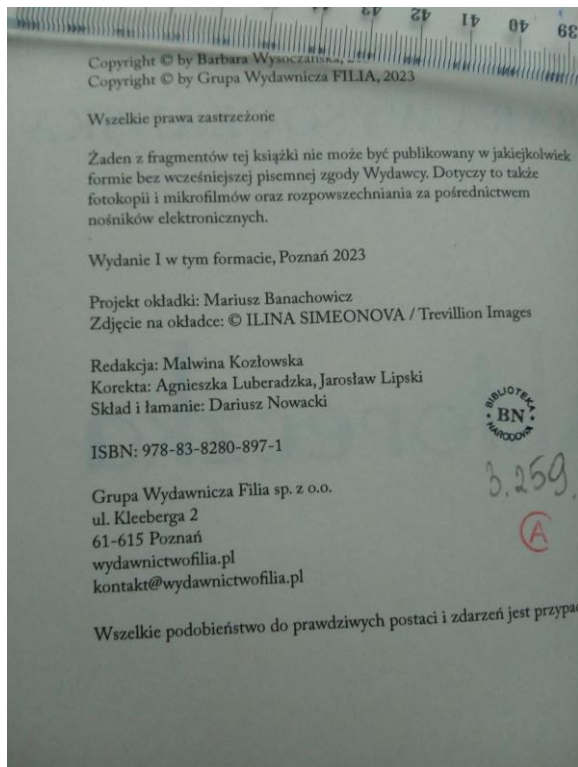 43 42 41 40 39
Copyright © by Barbara Wysoczańska,
Copyright © by Grupa Wydawnicza FILIA, 2023
Wszelkie prawa zastrzeżone
Żaden z fragmentów tej książki nie może być publikowany w jakiejkolwiek
formie bez wcześniejszej pisemnej zgody Wydawcy. Dotyczy to także
fotokopii i mikrofilmów oraz rozpowszechniania za pośrednictwem
nośników elektronicznych.
Wydanie I w tym formacie, Poznań 2023
Projekt okładki: Mariusz Banachowicz
Zdjęcie na okładce: © ILINA SIMEONOVA / Trevillion Images
Redakcja: Malwina Kozłowska
Korekta: Agnieszka Luberadzka, Jarosław Lipski
Skład i łamanie: Dariusz Nowacki
BIBLIOTEKA
BN
NARODOWA
ISBN: 978-83-8280-897-1
3.259.
A
Grupa Wydawnicza Filia sp. z o.o.
ul. Kleeberga 2
61-615 Poznań
wydawnictwofilia.pl
kontakt@wydawnictwofilia.pl
Wszelkie podobieństwo do prawdziwych postaci i zdarzeń jest przypa